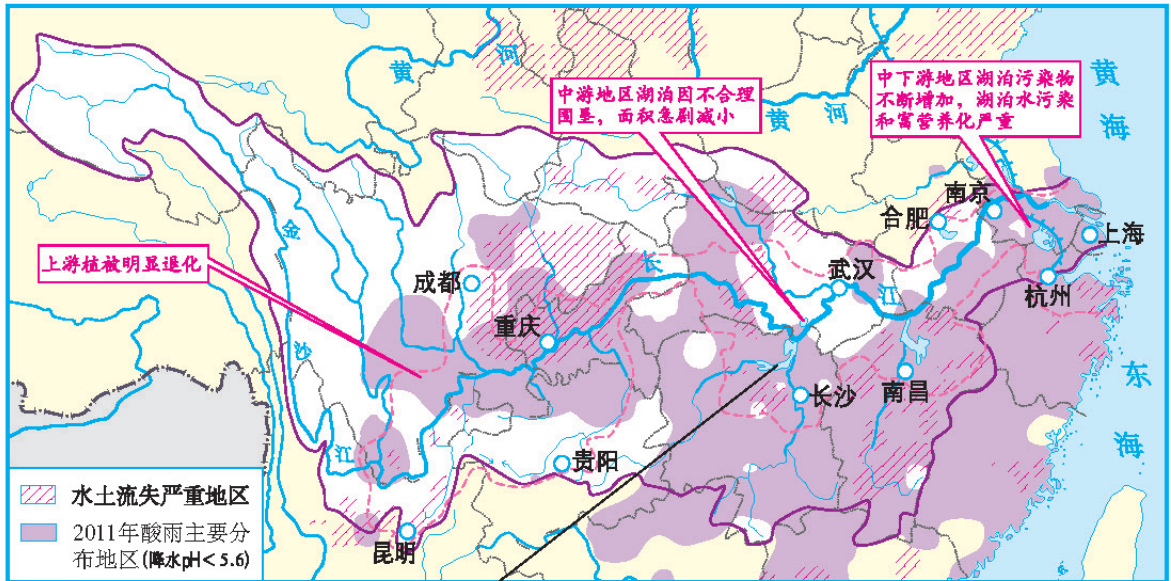 黄
河
黄
河
黄
海
中游地区湖泊因不合理
围垦，面积急剧减小
中下游地区湖泊污染物
不断增加，湖泊水污染
和富营养化严重
上游植被明显退化
金
沙
江
成都
重庆
长
江
武汉
合肥
南京
上海
杭州
南昌
长沙
贵阳
昆明
东
海
水土流失严重地区
2011年酸雨主要分
布地区(降水pH＜5.6)